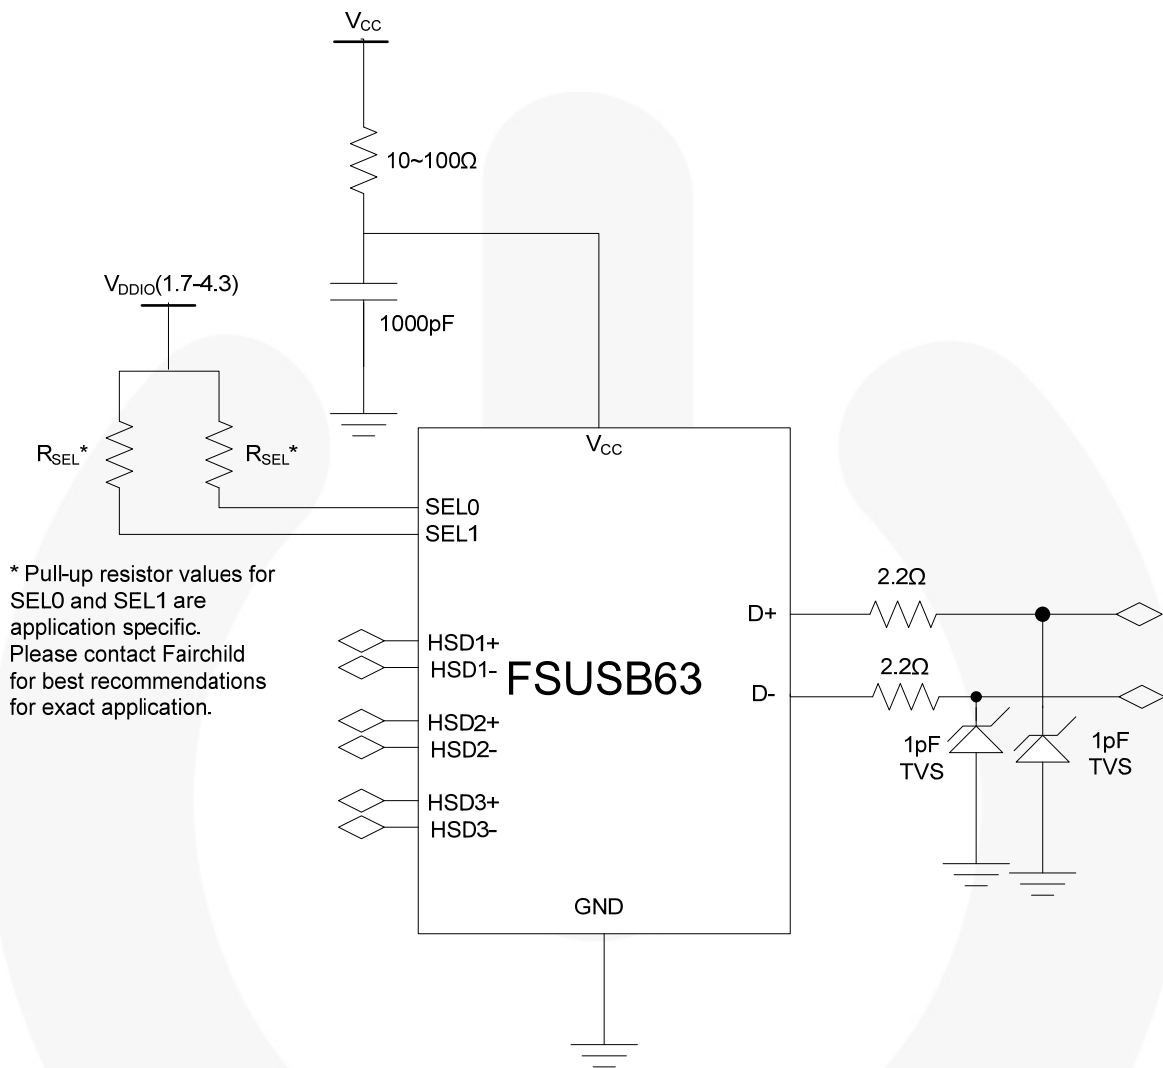 VCC
10~100Ω
VDDIO(1.7-4.3)
1000pF
RSEL*
RSEL*
VCC
SEL0
SEL1
* Pull-up resistor values for
SEL0 and SEL1 are
application specific.
Please contact Fairchild
for best recommendations
for exact application.
2.2Ω
D+
HSD1+
HSD1-
FSUSB63
2.2Ω
D-
HSD2+
HSD2-
1pF
TVS
1pF
TVS
HSD3+
HSD3-
GND